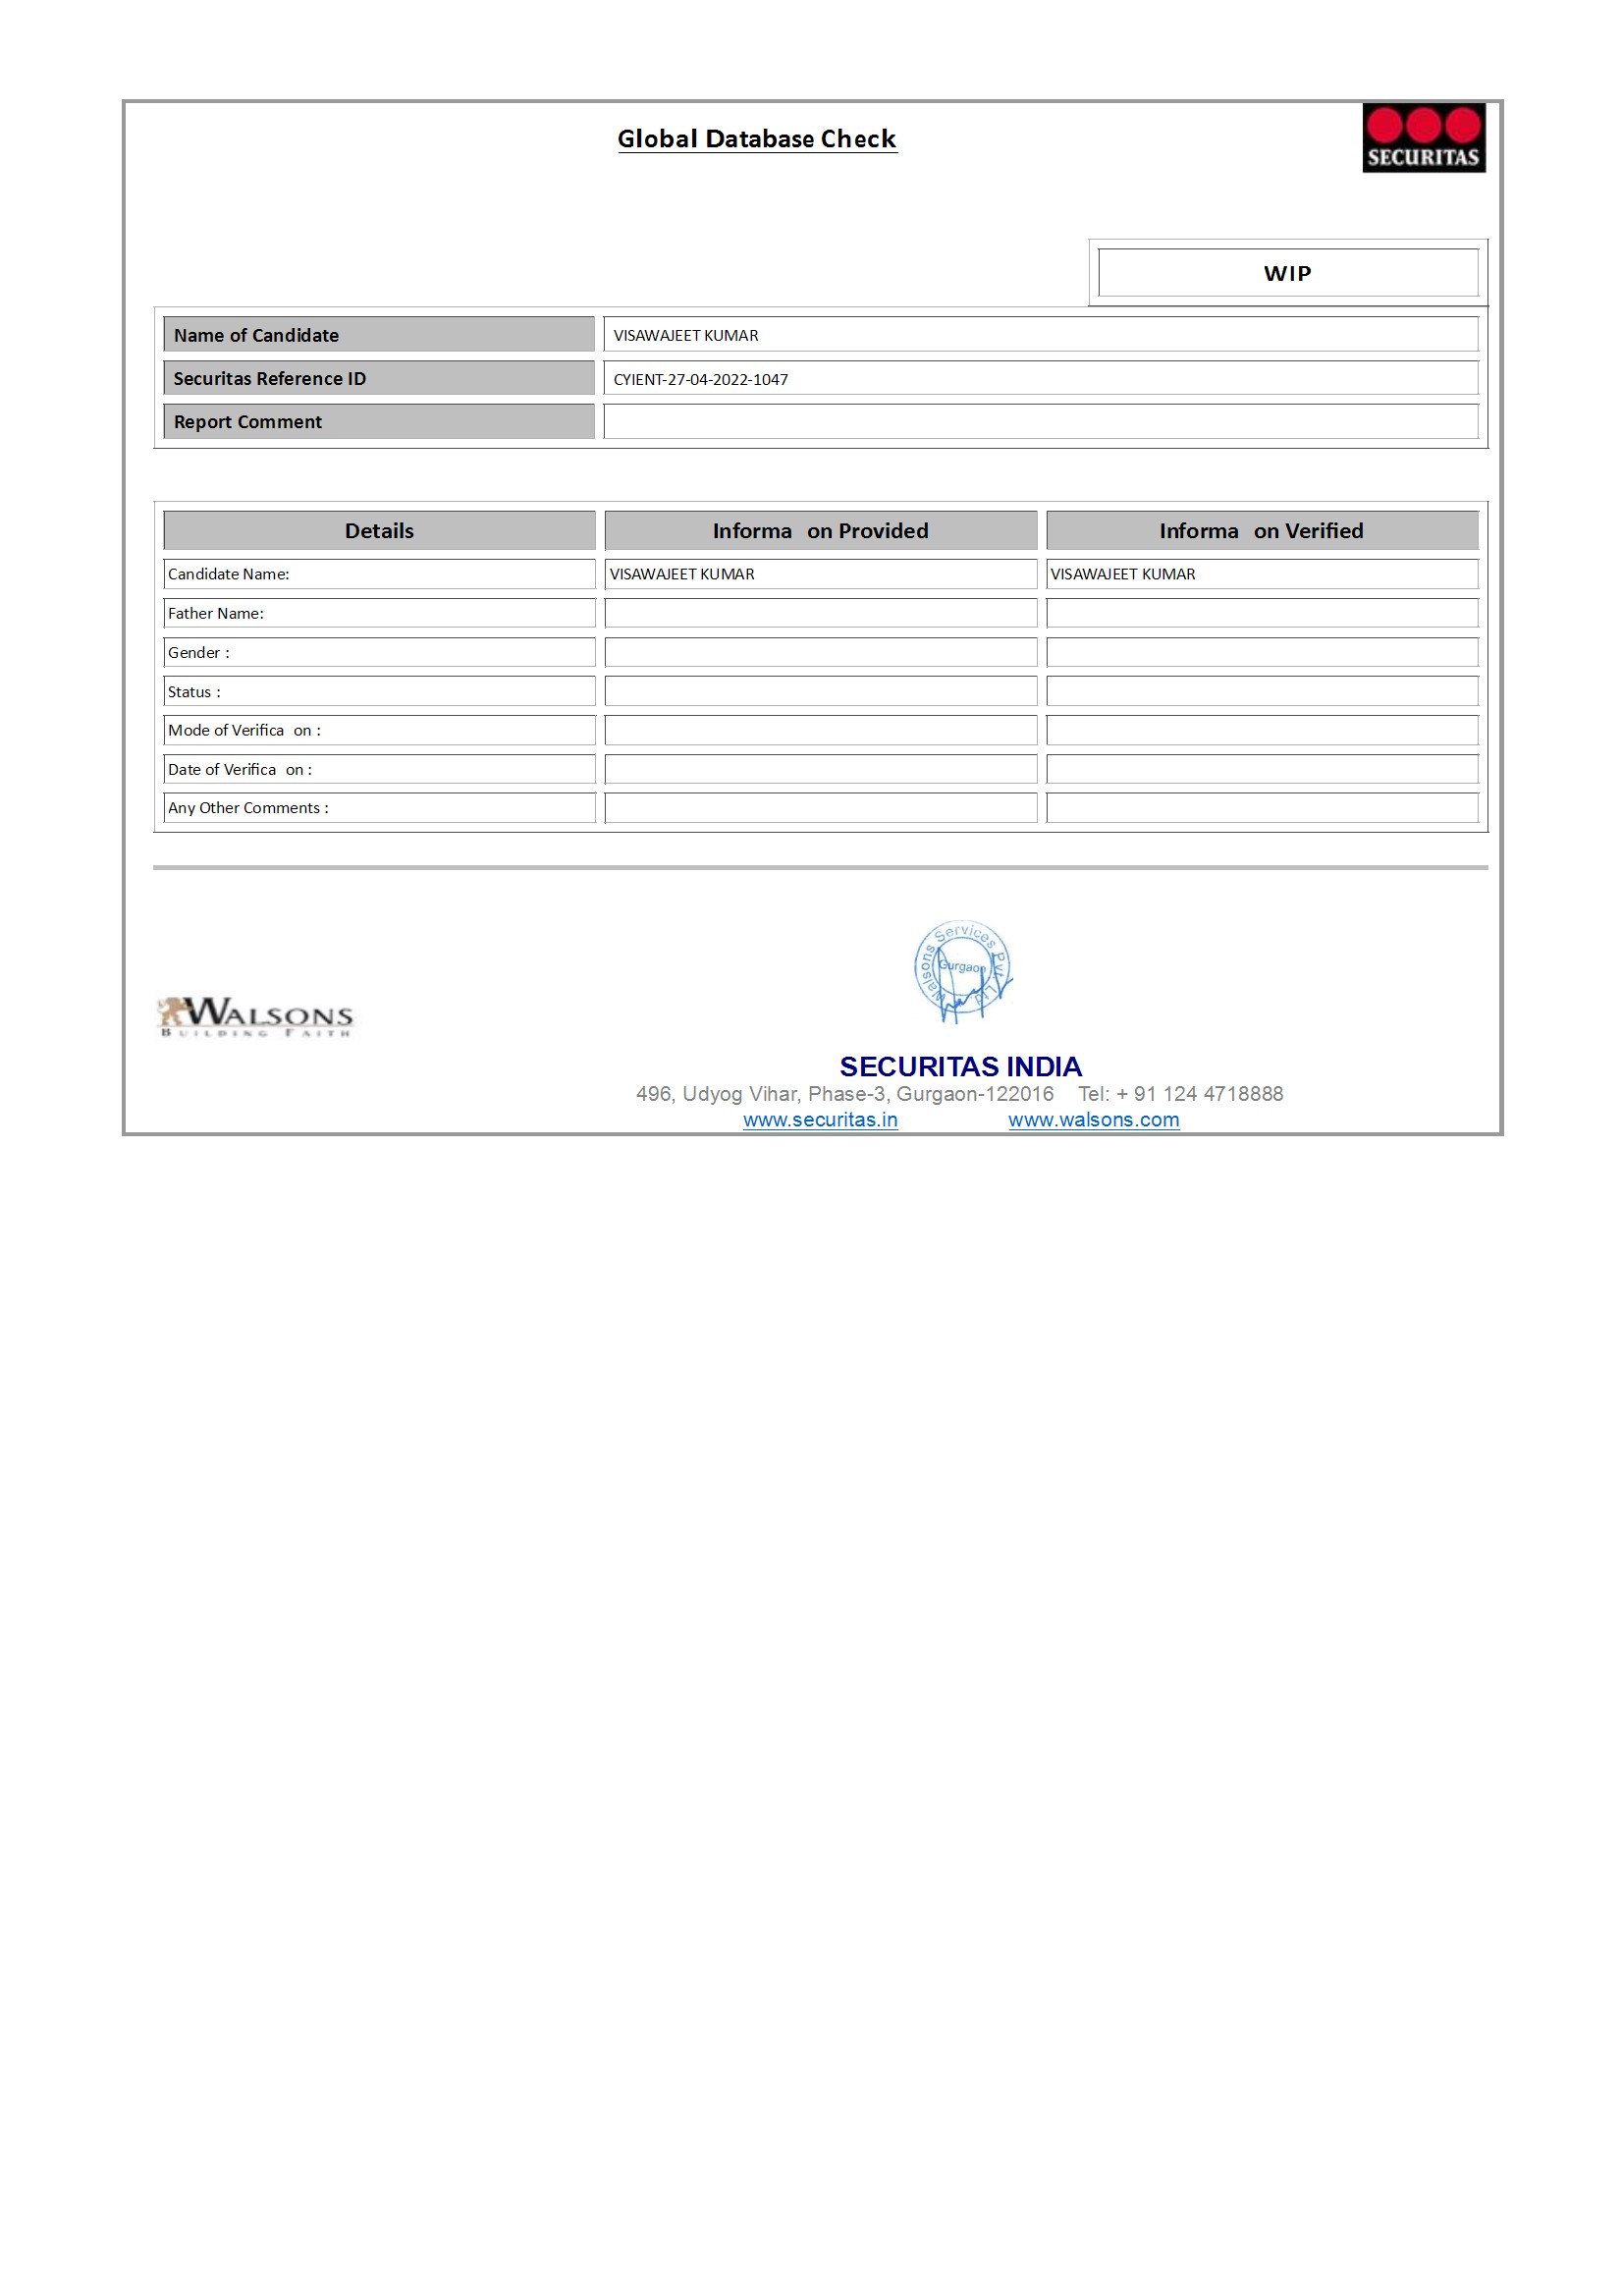 Global Database Check
SECURITAS
WIP
Name of Candidate VISAWAJEET KUMAR
Securitas Reference ID CYIENT-27-04-2022-1047
Report Comment
Details Informa on Provided Informa on Verified
Candidate Name: VISAWAJEET KUMAR VISAWAJEET KUMAR
Father Name:
Gender :
Status :
Mode of Verifica on :
Date of Verifica on :
Any Other Comments :
Walsons Services Pvt Ltd
Gurgaon
WALSONS
BUILDING FAITH
SECURITAS INDIA
496, Udyog Vihar, Phase-3, Gurgaon-122016 Tel: + 91 124 4718888
www.securitas.in www.walsons.com